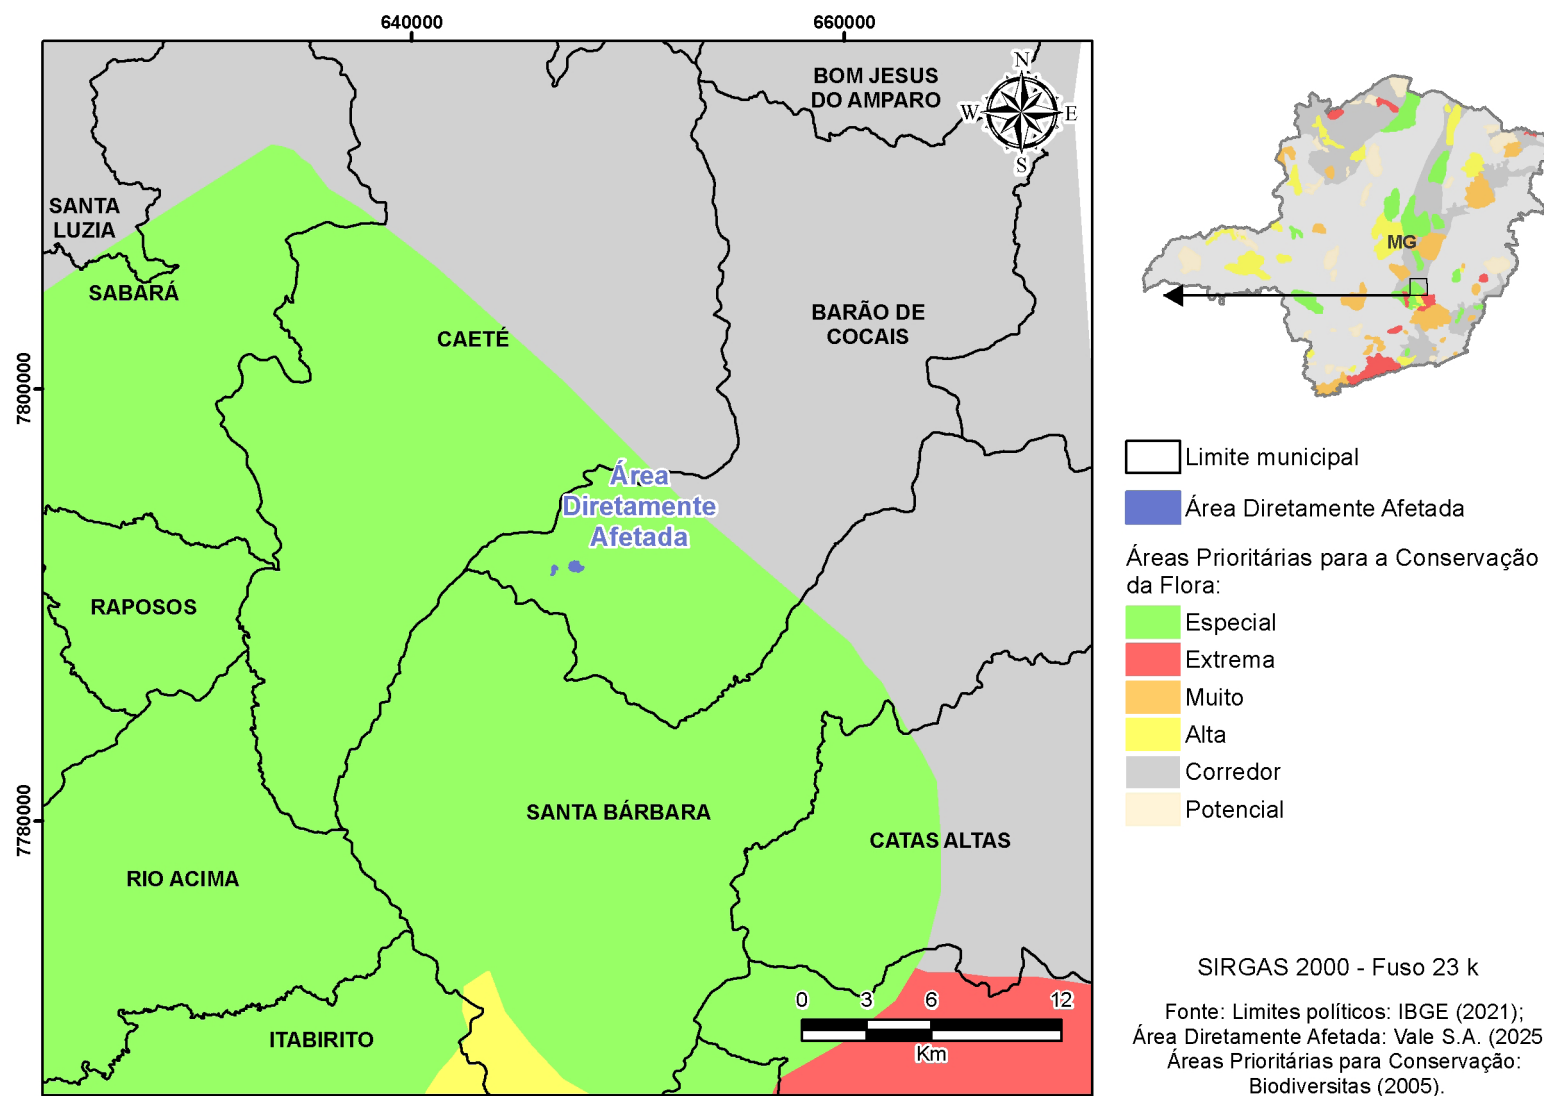 640000
660000
BOM JESUS
DO AMPARO
N
W
E
S
SANTA
LUZIA
SABARÁ
CAETÉ
BARÃO DE
COCAIS
MG
7800000
Área
Diretamente
Afetada
RAPOSOS
SANTA BÁRBARA
CATAS ALTAS
7780000
RIO ACIMA
ITABIRITO
0 3 6 12
Km
Limite municipal
Área Diretamente Afetada
Áreas Prioritárias para a Conservação
da Flora:
Especial
Extrema
Muito
Alta
Corredor
Potencial
SIRGAS 2000 - Fuso 23 k
Fonte: Limites políticos: IBGE (2021);
Área Diretamente Afetada: Vale S.A. (2025
Áreas Prioritárias para Conservação:
Biodiversitas (2005).